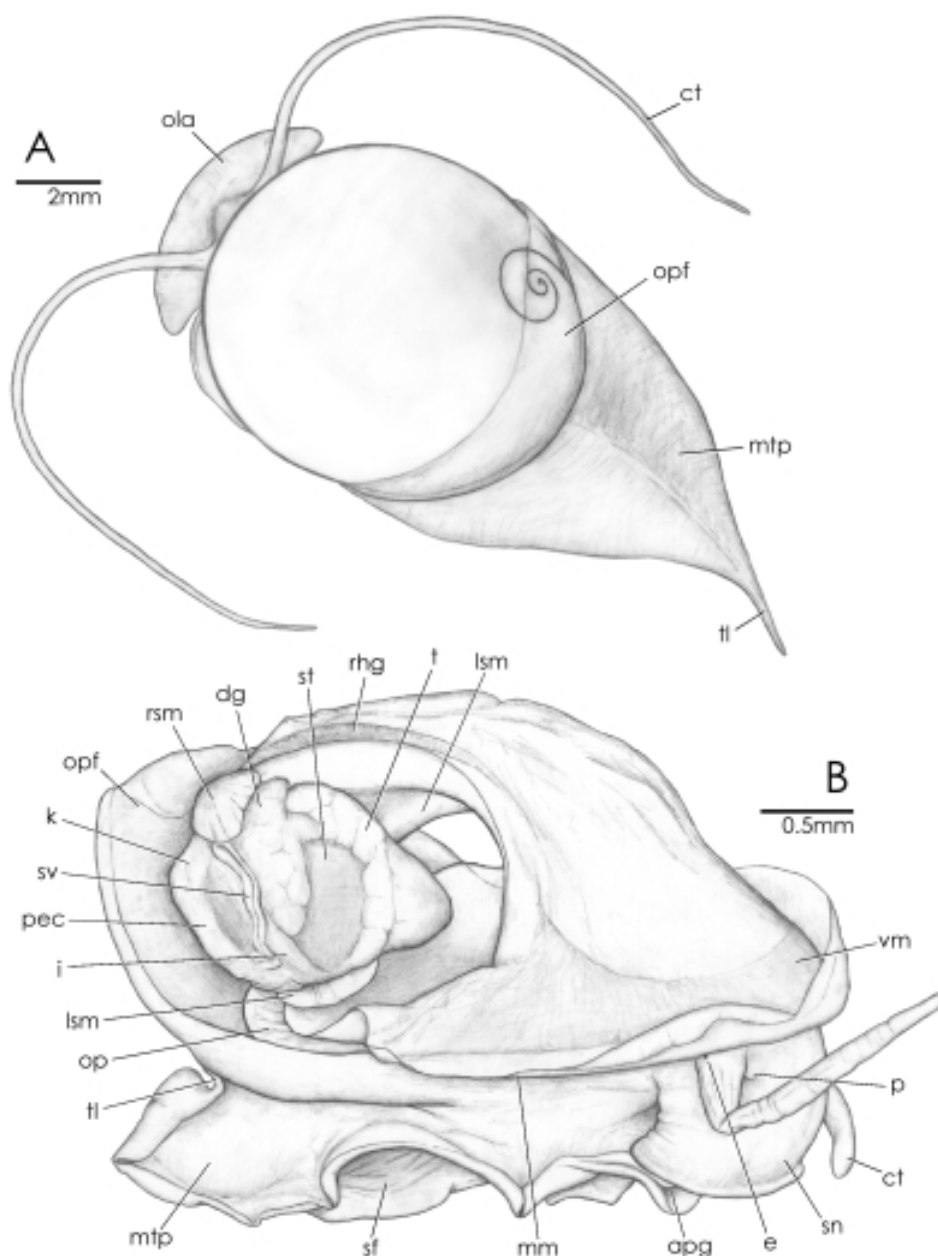 A
2mm
ola
ct
opf
mtp
tl
B
0.5mm
rsm
dg
st
rhg
t
lsm
opf
k
sv
pec
i
lsm
op
tl
mtp
sf
mm
apg
e
sn
ct
p
vm